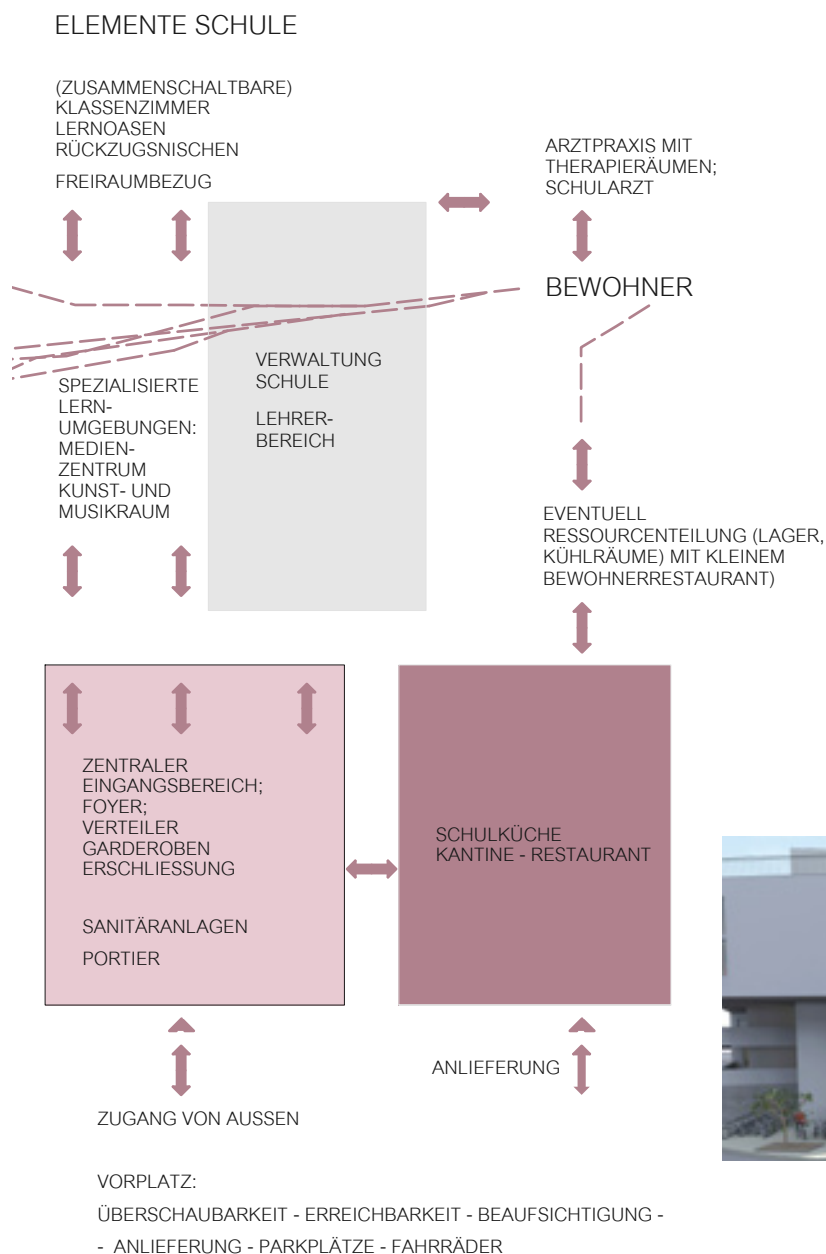 ELEMENTE SCHULE
(ZUSAMMENSCHALTBARE)
KLASSENZIMMER
LERNOASEN
RÜCKZUGSNISCHEN
FREIRAUMBEZUG
ARZTPRAXIS MIT
THERAPIERÄUMEN;
SCHULARZT
BEWOHNER
VERWALTUNG
SCHULE
LEHRER-
BEREICH
SPEZIALISIERTE
LERN-
UMGEBUNGEN:
MEDIEN-
ZENTRUM
KUNST- UND
MUSIKRAUM
EVENTUELL
RESSOURCENTEILUNG (LAGER,
KÜHLRÄUME) MIT KLEINEM
BEWOHNERRESTAURANT)
ZENTRALER
EINGANGSBEREICH;
FOYER;
VERTEILER
GARDEROBEN
ERSCHLIESSUNG
SANITÄRANLAGEN
PORTIER
SCHULKÜCHE
KANTINE - RESTAURANT
ANLIEFERUNG
ZUGANG VON AUSSEN
VORPLATZ:
ÜBERSCHAUBARKEIT - ERREICHBARKEIT - BEAUFSICHTIGUNG -
- ANLIEFERUNG - PARKPLÄTZE - FAHRRÄDER